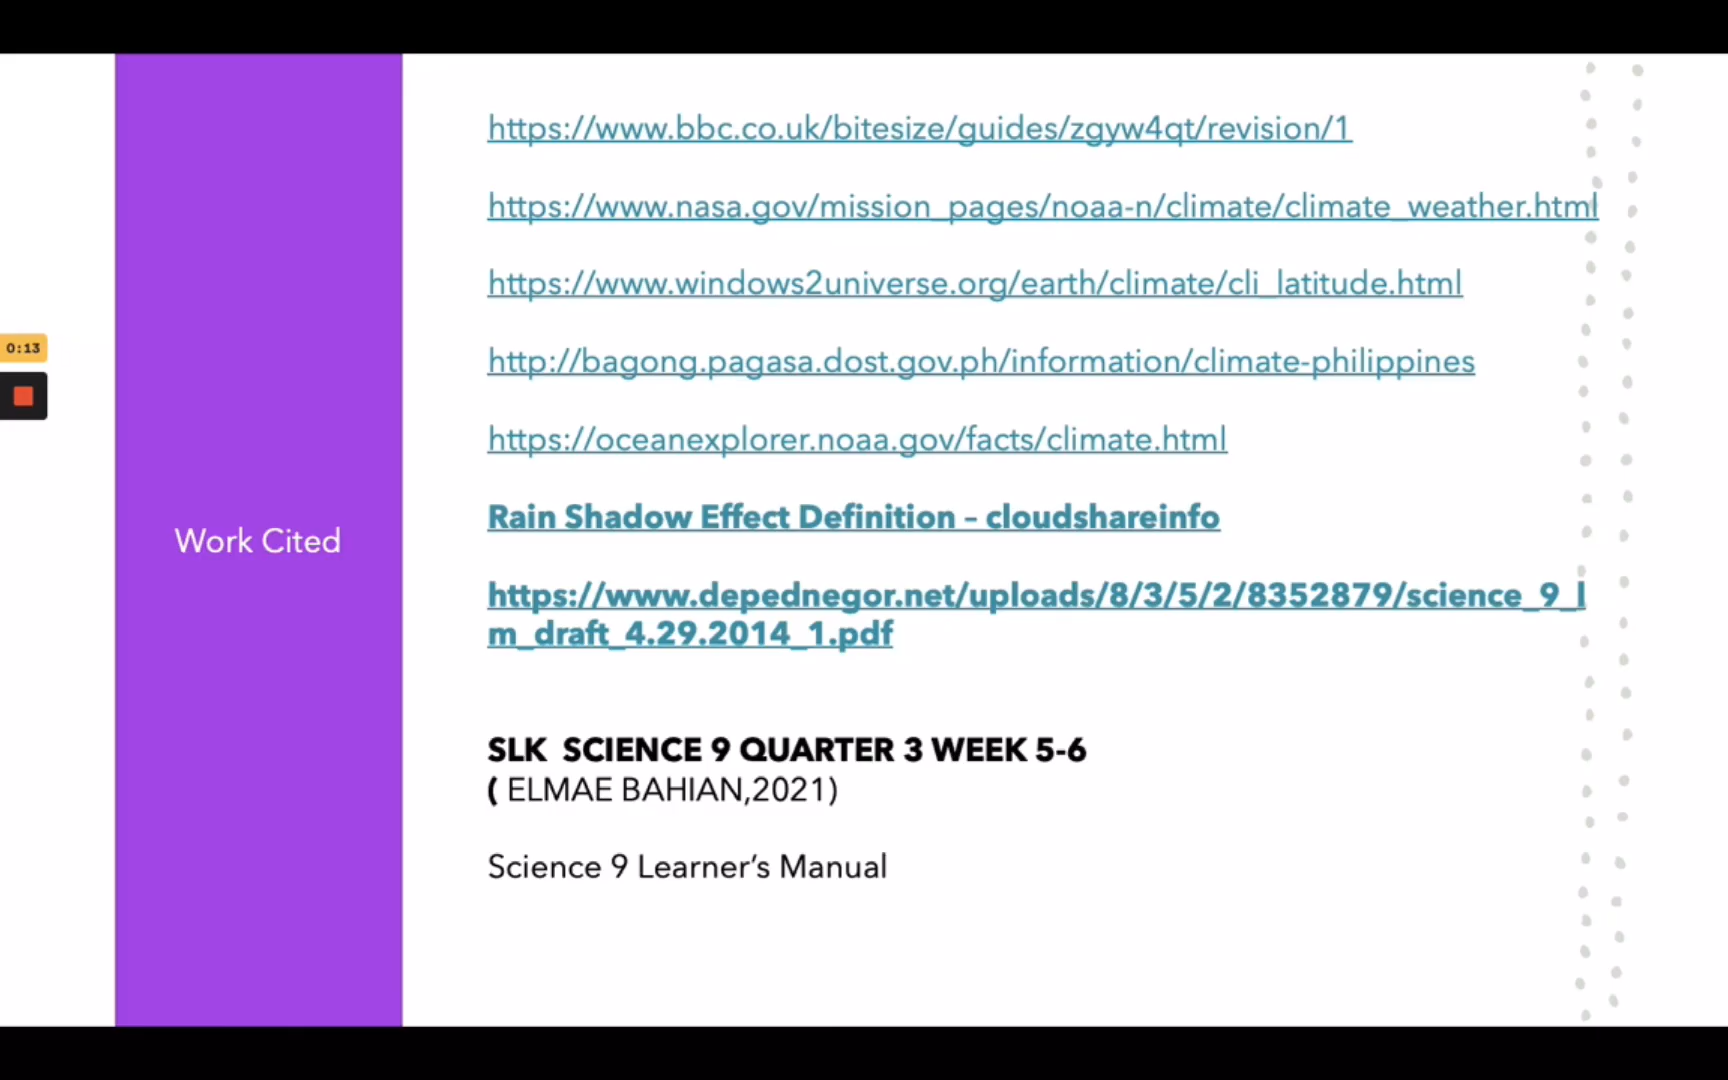 https://www.bbc.co.uk/bitesize/guides/zgyw4qt/revision/1
https://www.nasa.gov/mission_pages/noaa-n/climate/climate_weather.html
https://www.windows2universe.org/earth/climate/cli_latitude.html
http://bagong.pagasa.dost.gov.ph/information/climate-philippines
https://oceanexplorer.noaa.gov/facts/climate.html
Rain Shadow Effect Definition – cloudshareinfo
https://www.depednegor.net/uploads/8/3/5/2/8352879/science_9_l
m_draft_4.29.2014_1.pdf
SLK  SCIENCE 9 QUARTER 3 WEEK 5-6
( ELMAE BAHIAN,2021)
Science 9 Learner’s Manual
Work Cited
0:13